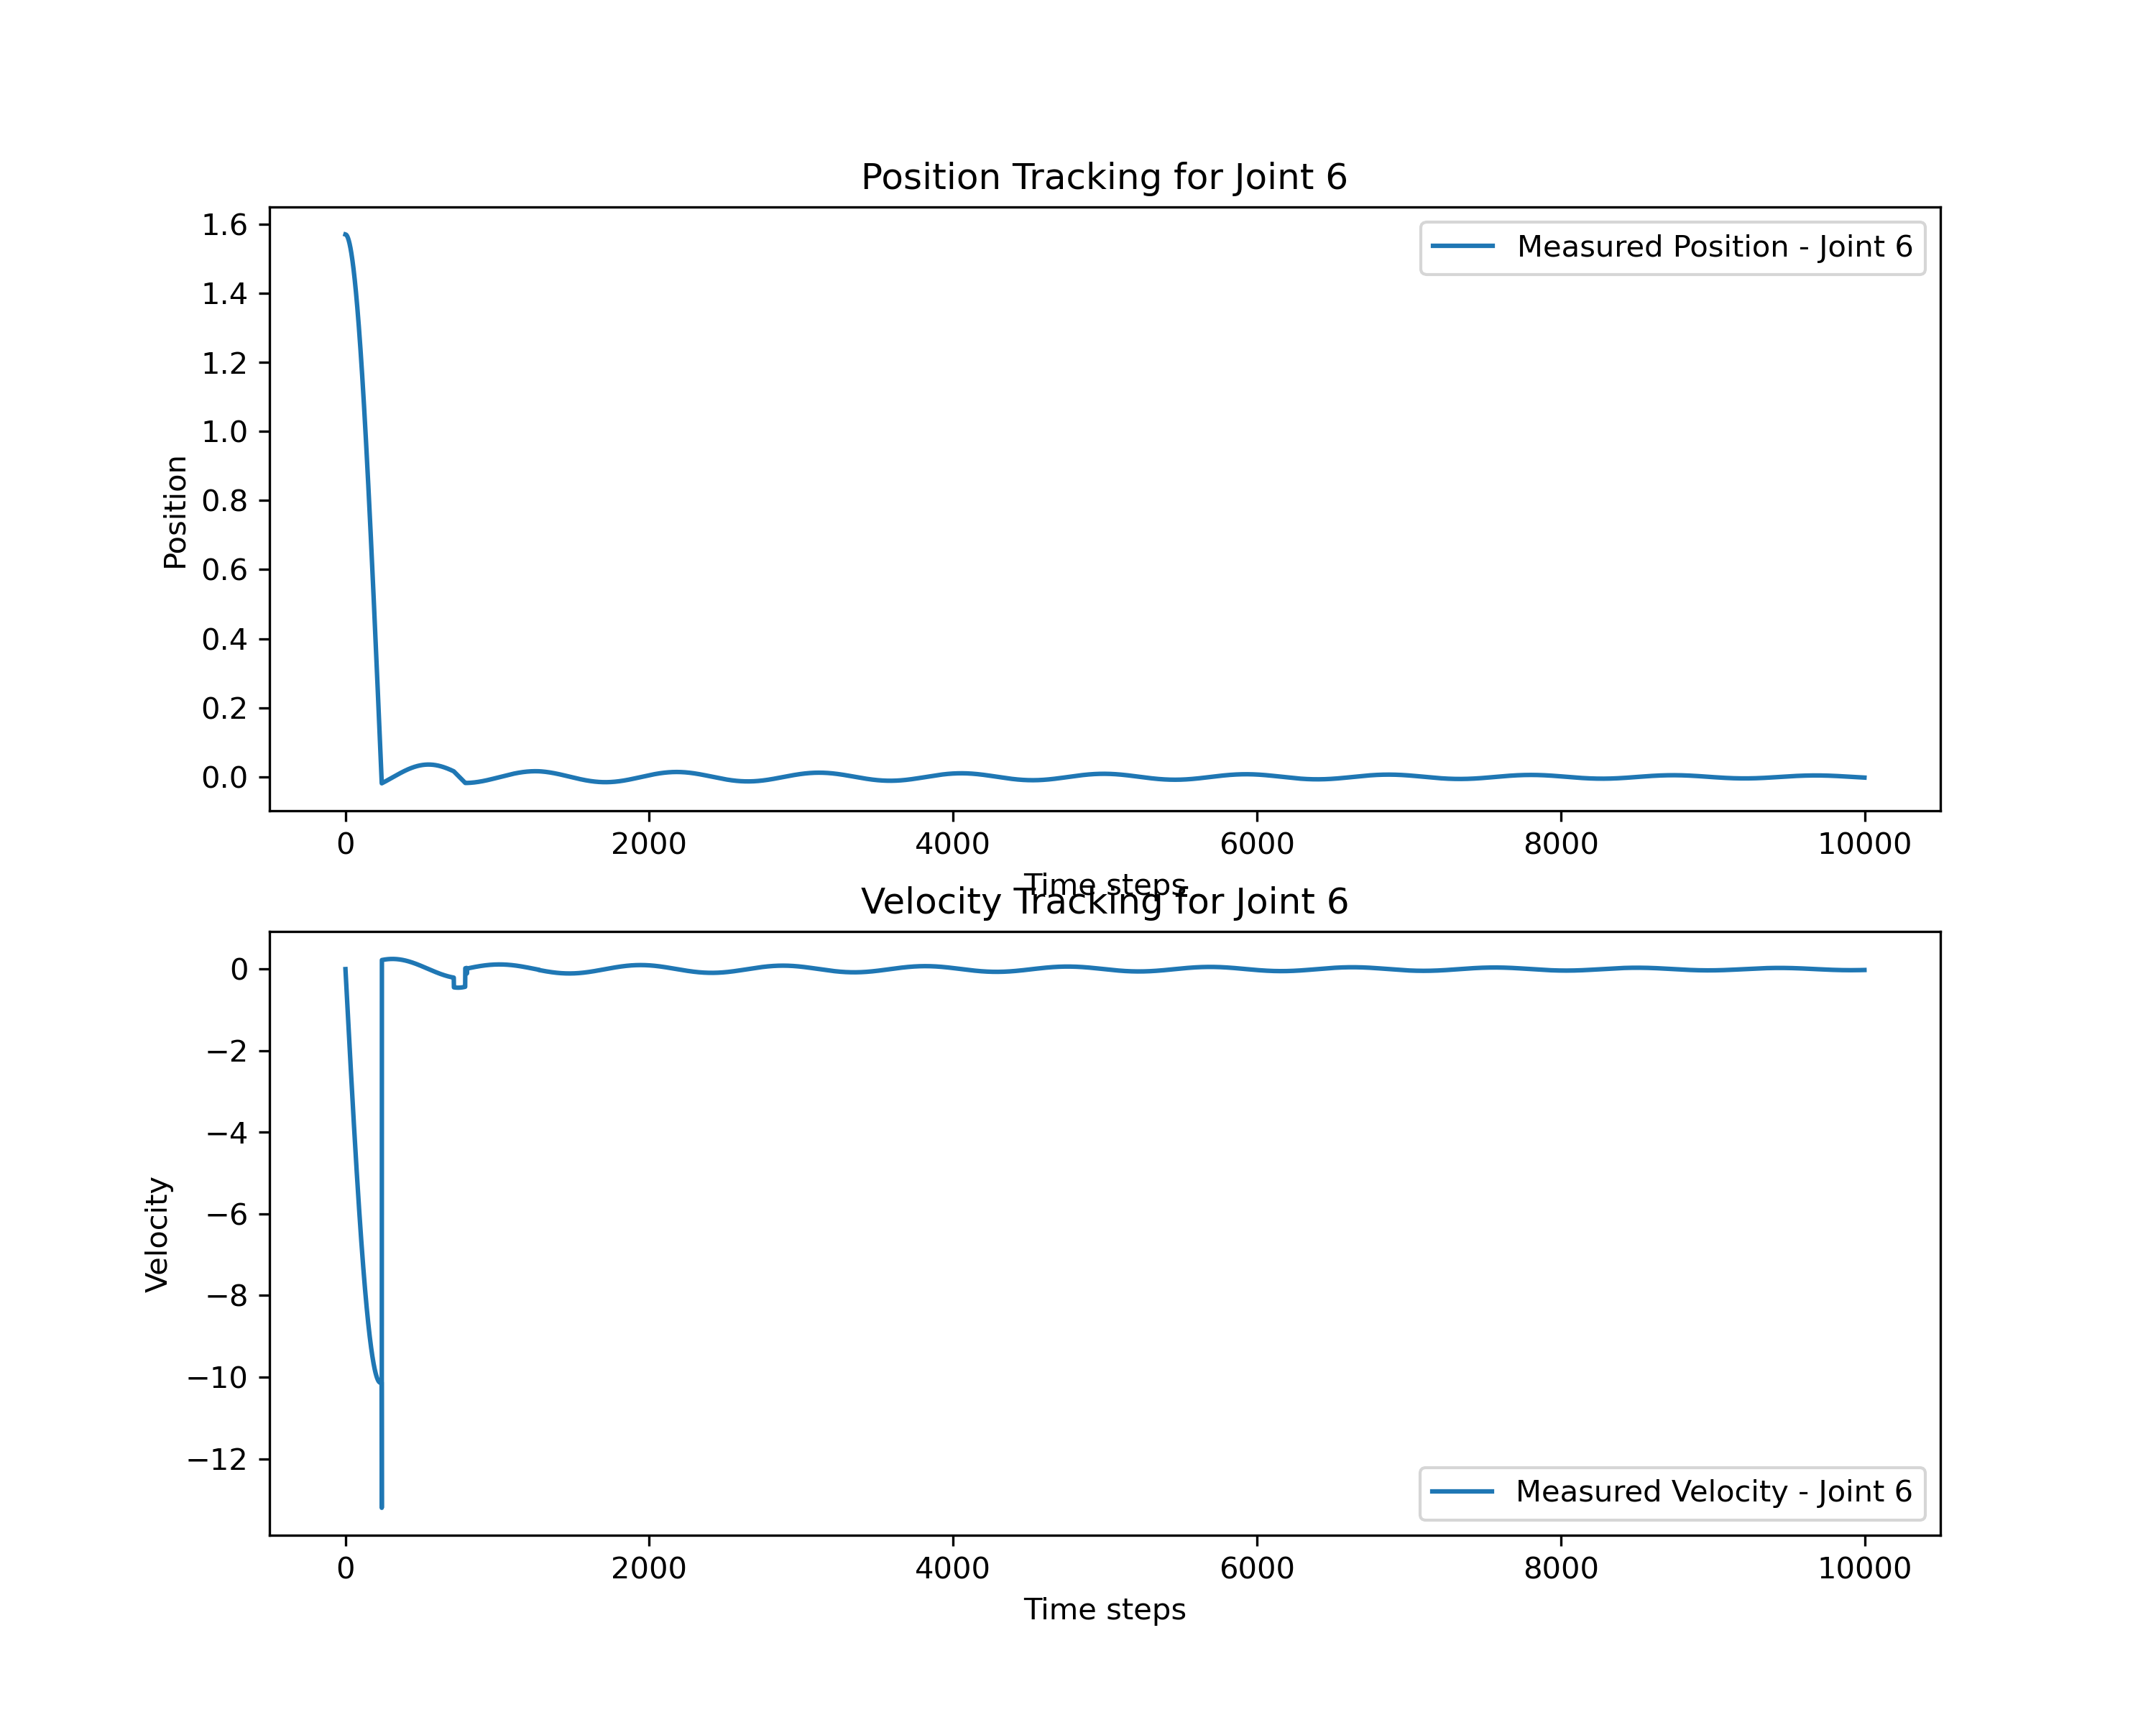 Position Tracking for Joint 6
1.6
1.4
1.2
1.0
0.8
0.6
0.4
0.2
0.0
Position
Measured Position - Joint 6
0 2000 4000 6000 8000 10000
Time steps
Velocity Tracking for Joint 6
0
−2
−4
−6
−8
−10
−12
Velocity
Measured Velocity - Joint 6
0 2000 4000 6000 8000 10000
Time steps